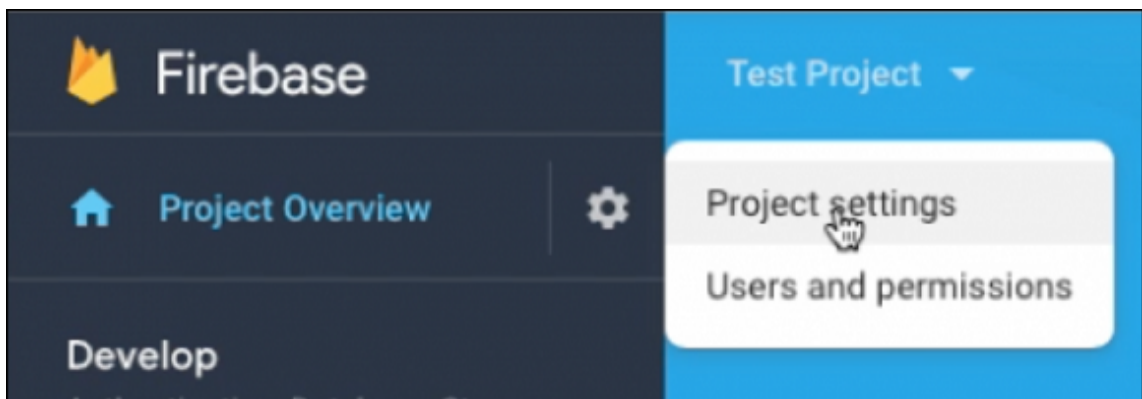 Firebase
Test Project
Project Overview
Project settings
Users and permissions
Develop